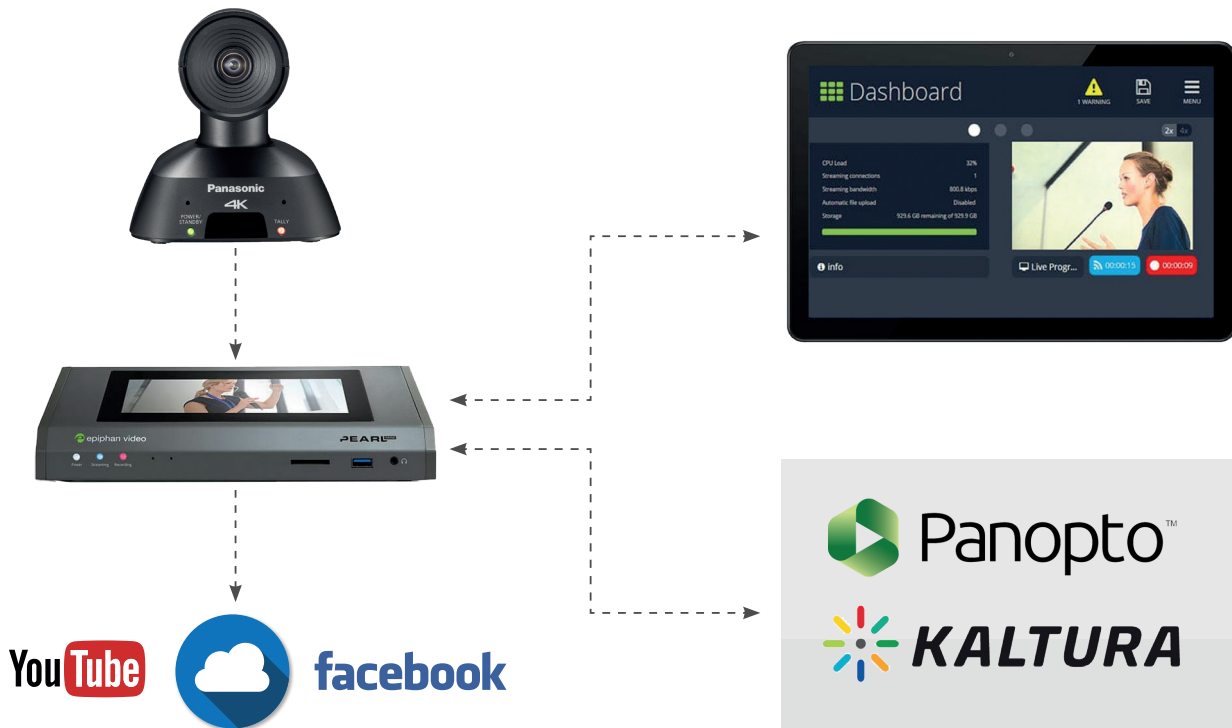 Panasonic
4K
POWER/
STANDBY
TALLY
Dashboard
1 WARNING
SAVE
MENU
2x 4x
CPU Load 32%
Streaming connections 1
Streaming bandwidth 800.8 kbps
Automatic file upload Disabled
Storage 929.6 GB remaining of 929.9 GB
info
Live Progr...
00:00:15
00:00:09
epiphan video
PEARL
Power Streaming Recording
Panopto™
KALTURA
YouTube
facebook